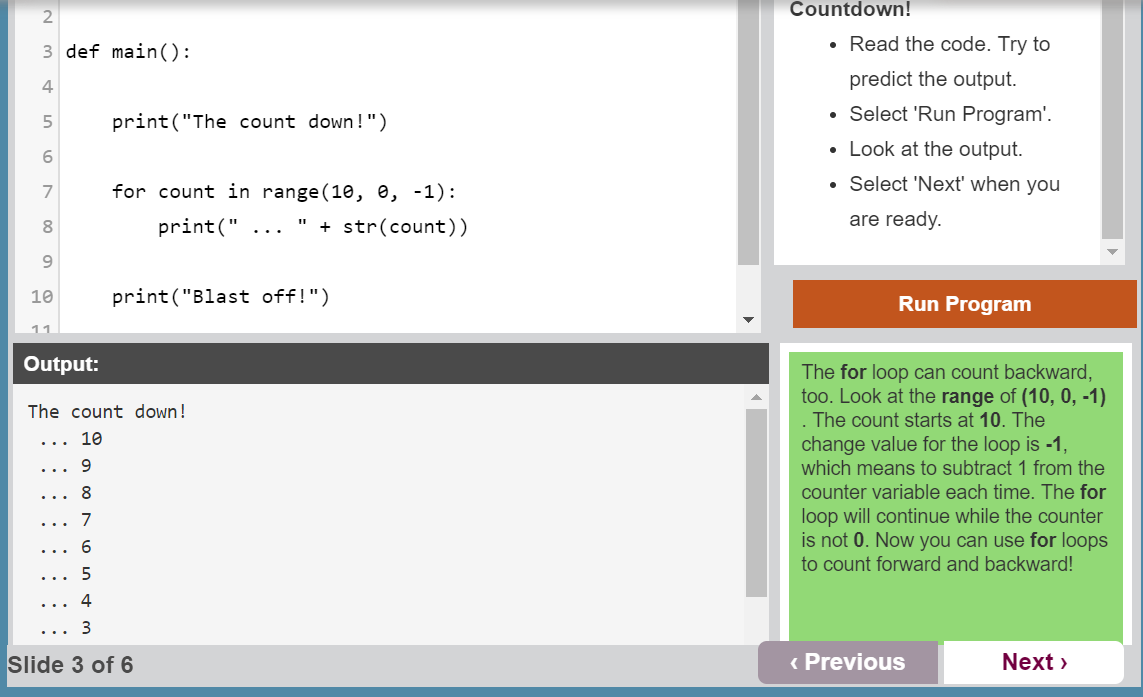 2
3 def main():
4
5 print("The count down!")
6
7 for count in range(10, 0, -1):
8 print(" ... " + str(count))
9
10 print("Blast off!")
11
Output:
The count down!
... 10
... 9
... 8
... 7
... 6
... 5
... 4
... 3
Countdown!
• Read the code. Try to
predict the output.
• Select 'Run Program'.
• Look at the output.
• Select 'Next' when you
are ready.
Run Program
The for loop can count backward,
too. Look at the range of (10, 0, -1)
. The count starts at 10. The
change value for the loop is -1,
which means to subtract 1 from the
counter variable each time. The for
loop will continue while the counter
is not 0. Now you can use for loops
to count forward and backward!
Slide 3 of 6
‹ Previous
Next ›